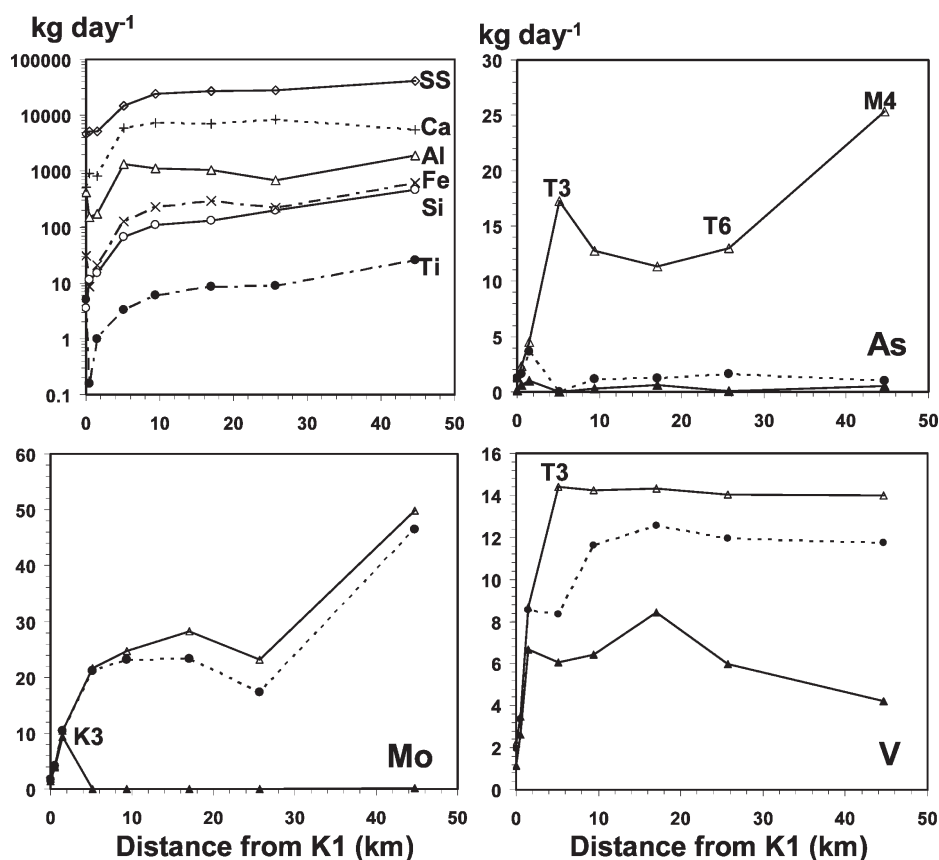 kg day-1
100000
10000
1000
100
10
1
0.1
SS
Ca
Al
Fe
Si
Ti
0 10 20 30 40 50
kg day-1
30
25
20
15
10
5
0
T3
T6
M4
As
0 10 20 30 40 50
60
50
40
30
20
10
0
K3
Mo
0 10 20 30 40 50
Distance from K1 (km)
16
14
12
10
8
6
4
2
0
T3
V
0 10 20 30 40 50
Distance from K1 (km)